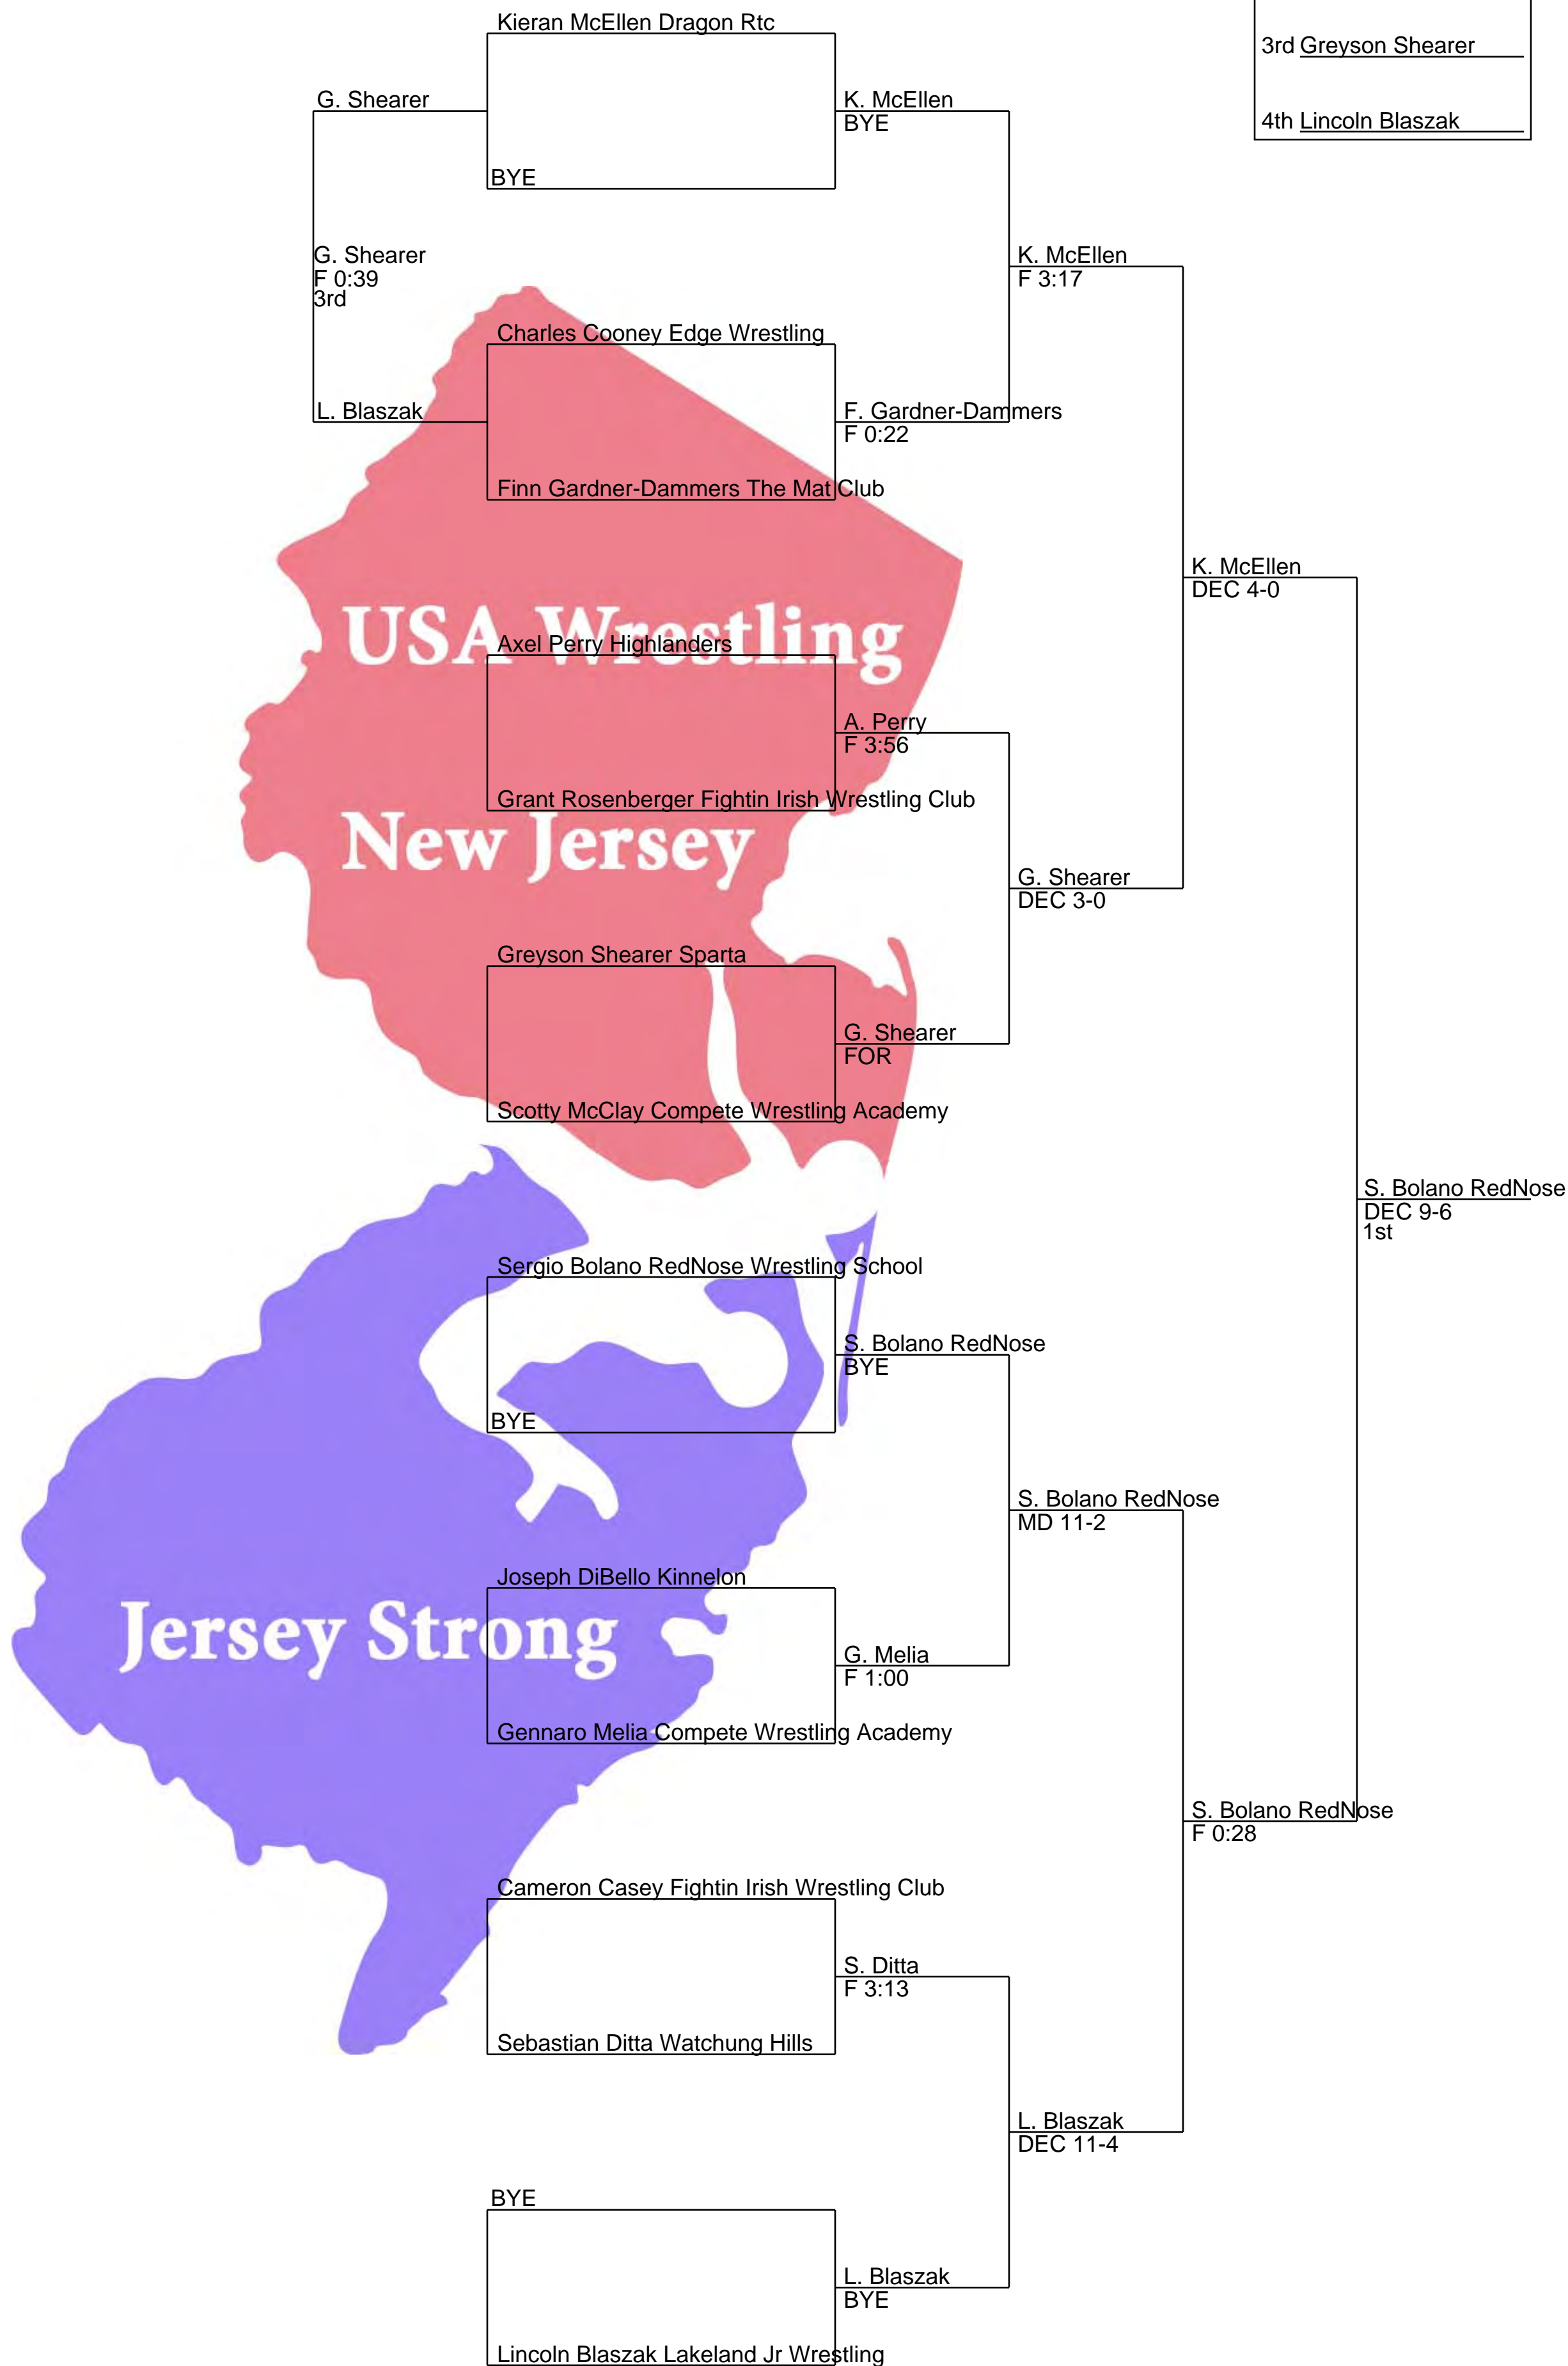 Kieran McEllen Dragon Rtc
3rd Greyson Shearer
G. Shearer
K. McEllen
BYE
4th Lincoln Blaszak
BYE
G. Shearer
F 0:39
3rd
K. McEllen
F 3:17
Charles Cooney Edge Wrestling
L. Blaszak
F. Gardner-Dammers
F 0:22
Finn Gardner-Dammers The Mat Club
K. McEllen
DEC 4-0
USA Wrestling
Axel Perry Highlanders
A. Perry
F 3:56
Grant Rosenberger Fightin Irish Wrestling Club
New Jersey
G. Shearer
DEC 3-0
Greyson Shearer Sparta
G. Shearer
FOR
Scotty McClay Compete Wrestling Academy
S. Bolano RedNose
DEC 9-6
1st
Sergio Bolano RedNose Wrestling School
S. Bolano RedNose
BYE
BYE
S. Bolano RedNose
MD 11-2
Joseph DiBello Kinnelon
Jersey Strong
G. Melia
F 1:00
Gennaro Melia Compete Wrestling Academy
S. Bolano RedNose
F 0:28
Cameron Casey Fightin Irish Wrestling Club
S. Ditta
F 3:13
Sebastian Ditta Watchung Hills
L. Blaszak
DEC 11-4
BYE
L. Blaszak
BYE
Lincoln Blaszak Lakeland Jr Wrestling